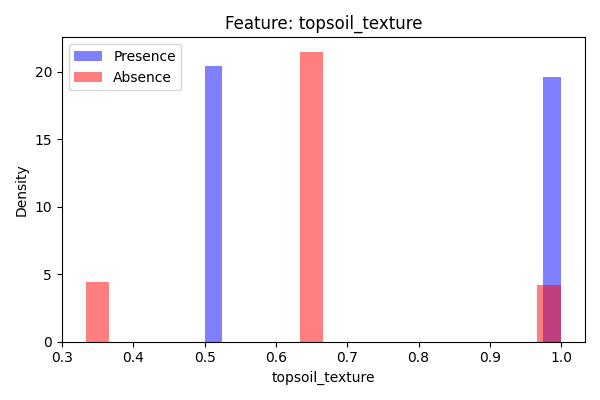 Feature: topsoil_texture
Presence
Absence
Density
20
15
10
5
0
0.3 0.4 0.5 0.6 0.7 0.8 0.9 1.0
topsoil_texture